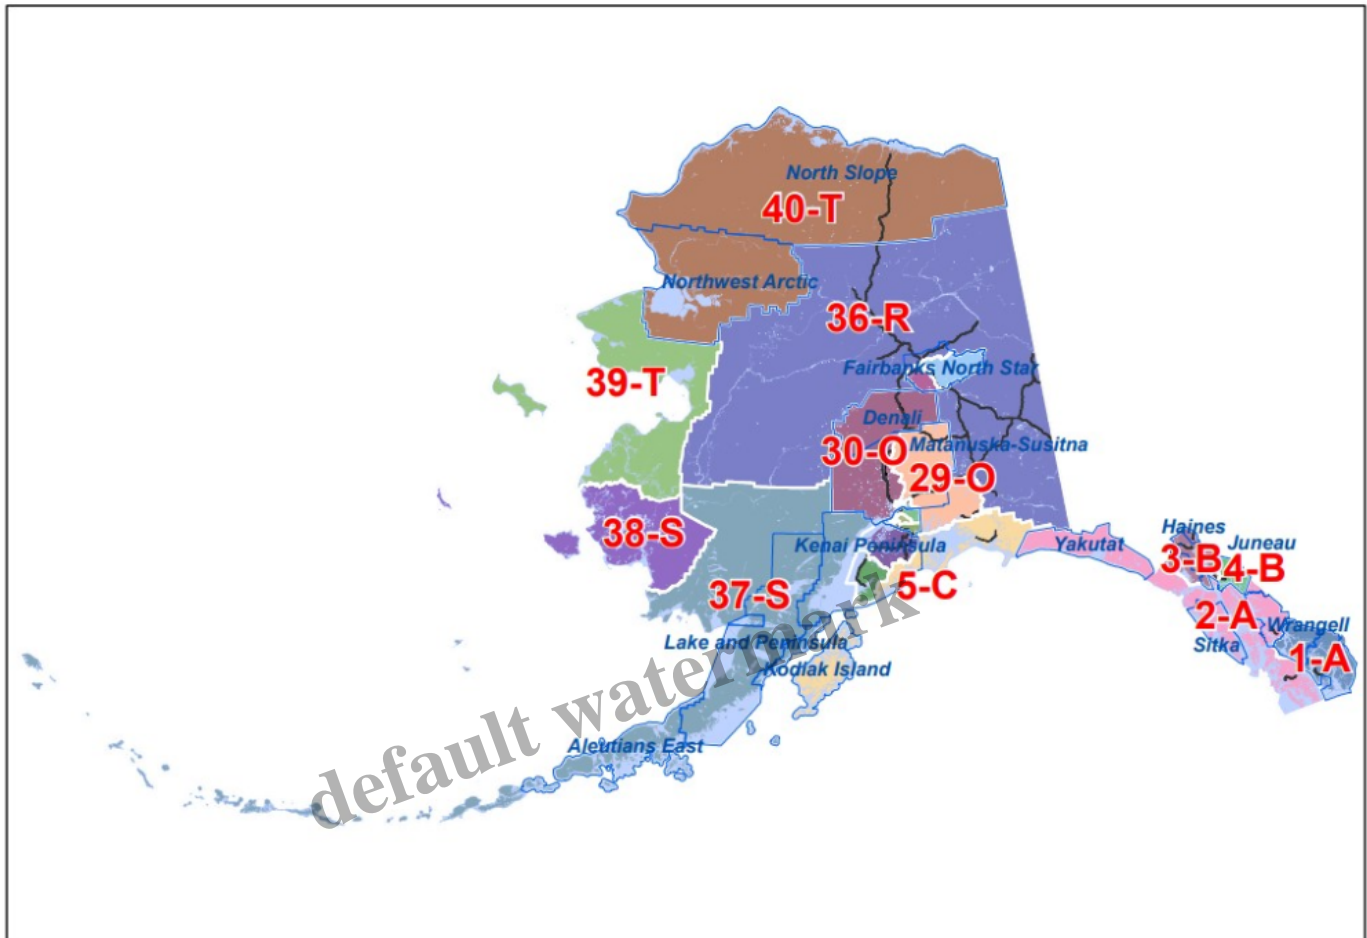 North Slope
40-T
Northwest Arctic
36-R
Fairbanks North Star
39-T
Denali
30-O
Matanuska-Susitna
29-O
38-S
Kenai Peninsula
Yakutat
Haines
3-B
Juneau
4-B
37-S
5-C
2-A
Wrangell
Sitka
1-A
Lake and Peninsula
Kodiak Island
Aleutians East
default watermark